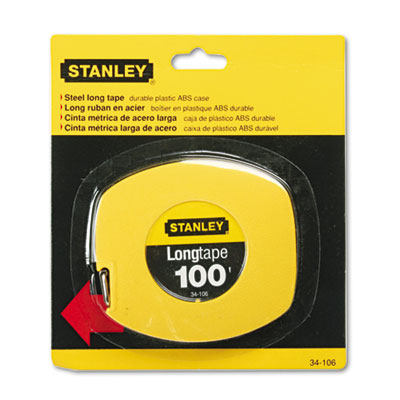 STANLEY
Steel long tape durable plastic ABS case
Long ruban en acier boîtier en plastique ABS durable
Cinta métrica de acero larga caja de plástico ABS durable
Cinta métrica larga de acero caixa de plástico ABS durável
STANLEY
Longtape
100'
34-106
34-106